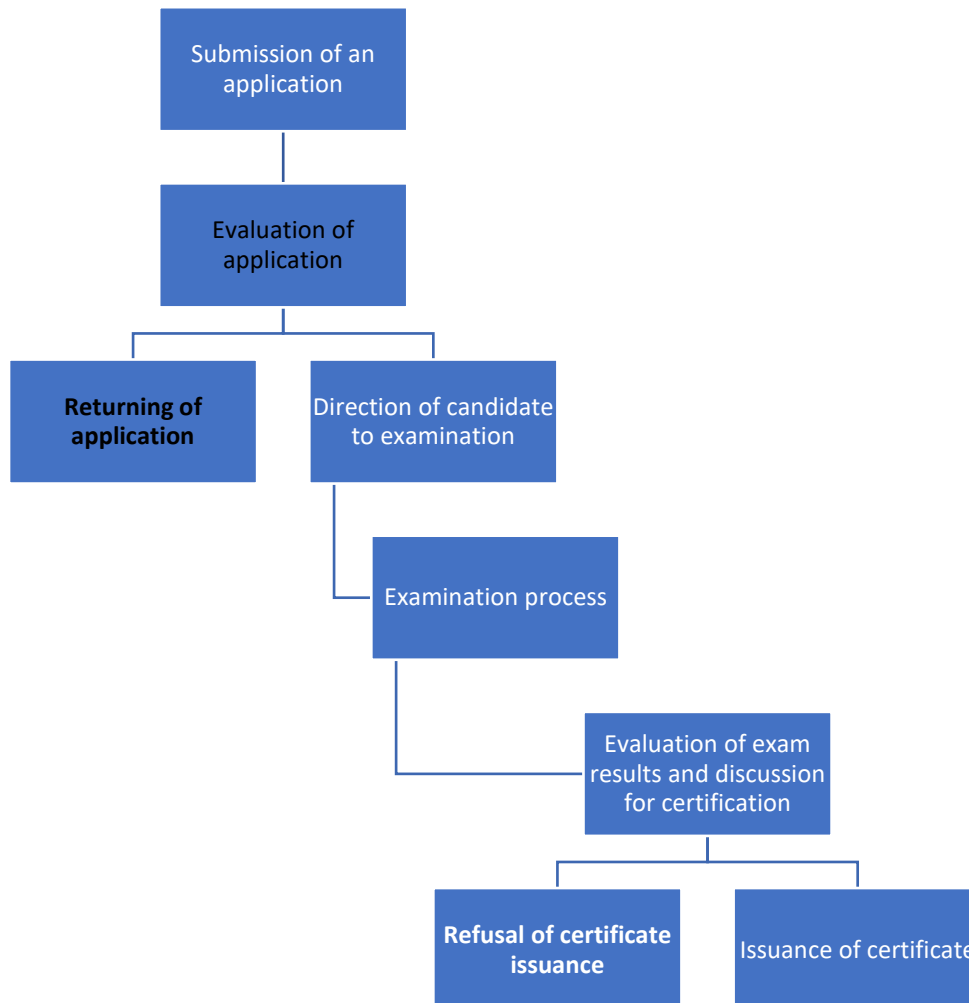 Submission of an
application
Evaluation of
application
Returning of
application
Direction of candidate
to examination
Examination process
Evaluation of exam
results and discussion
for certification
Refusal of certificate
issuance
Issuance of certificate